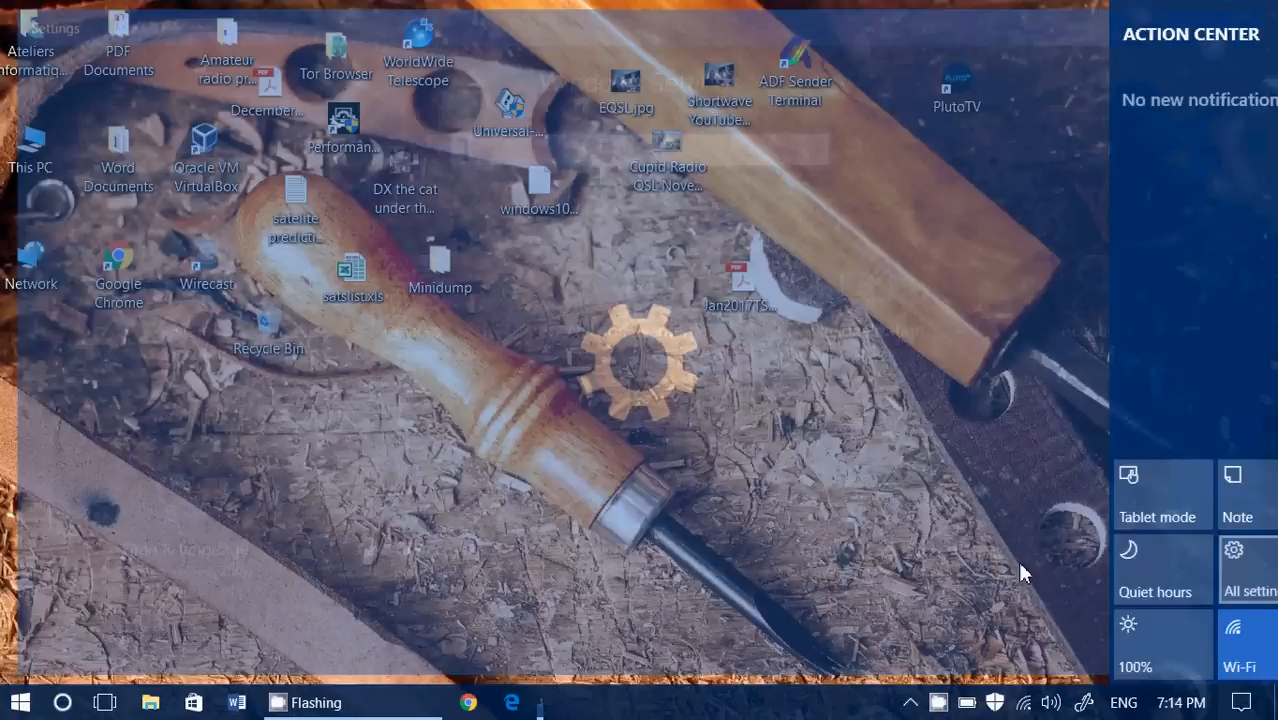 Settings
Ateliers
nformatiq...
PDF
Documents
Amateur
radio pr...
December...
Tor Browser
WorldWide
Telescope
EQSL.jpg
Shortwave
YouTube...
ADF Sender
Terminal
PLUTO
PlutoTV
ACTION CENTER
No new notification
This PC
Word
Documents
Oracle VM
VirtualBox
Performan...
Universal-...
Cupid Radio
QSL Nove...
DX the cat
under th...
windows10...
satelite
predicti...
Network
Google
Chrome
Wirecast
satslist.xls
Minidump
Jan2017TS...
Recycle Bin
Tablet mode
Note
Quiet hours
All settin
100%
Wi-Fi
Flashing
ENG
7:14 PM